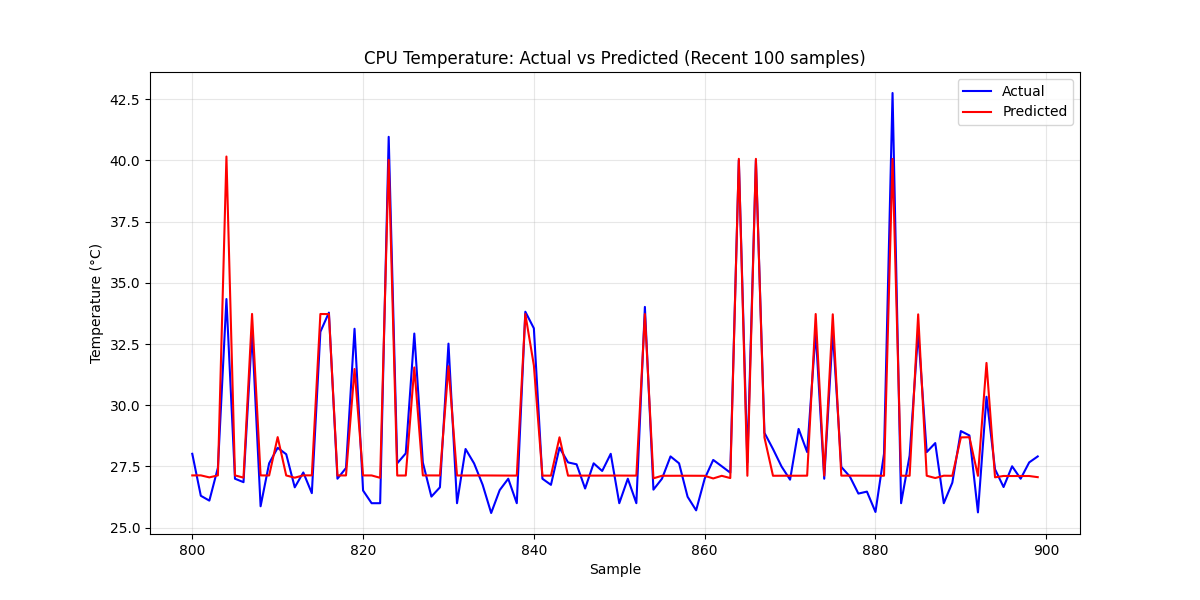 CPU Temperature: Actual vs Predicted (Recent 100 samples)
Actual
Predicted
42.5
40.0
37.5
35.0
32.5
30.0
27.5
25.0
Temperature (°C)
800 820 840 860 880 900
Sample